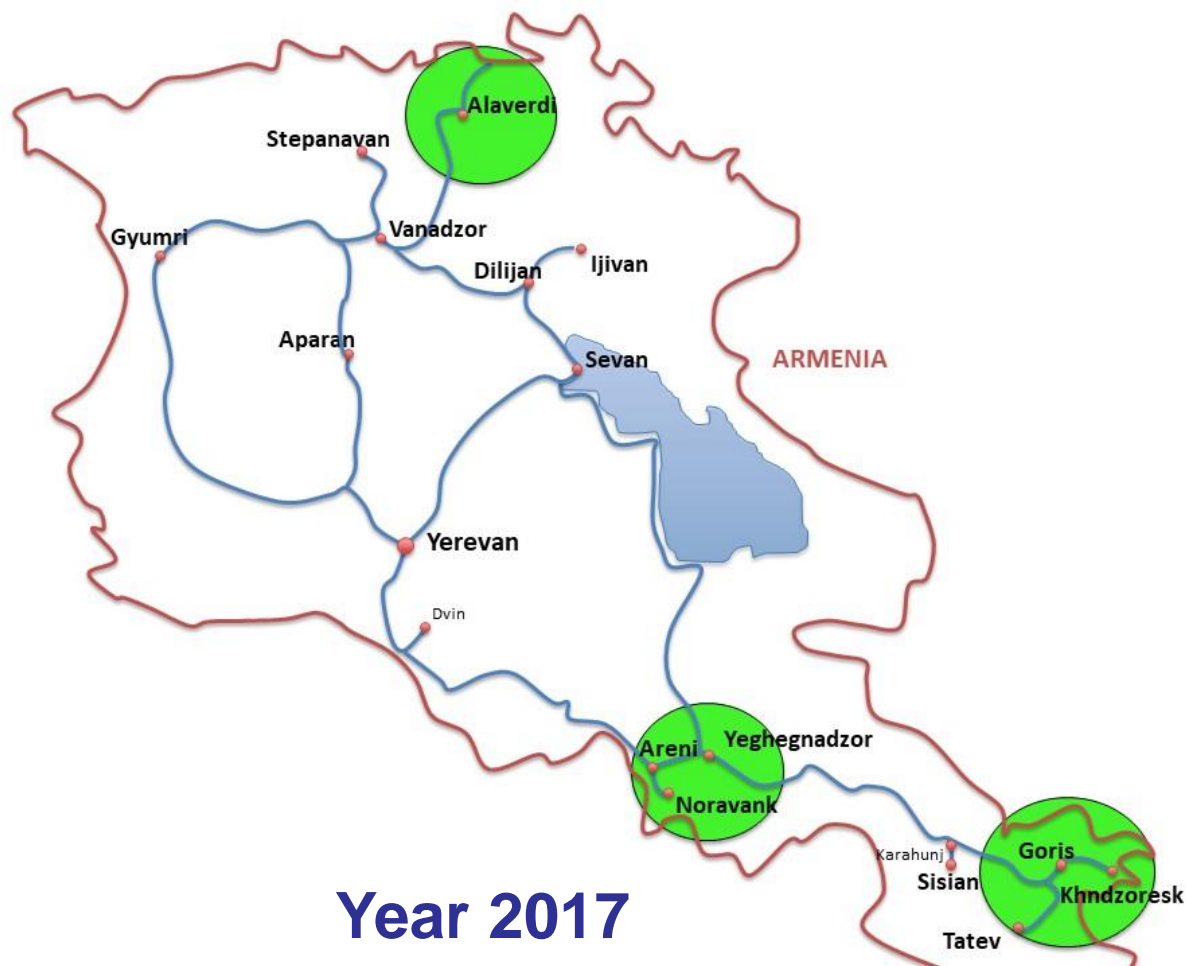 Alaverdi
Stepanavan
Vanadzor
Gyumri
Ijivan
Dilijan
Aparan
Sevan
ARMENIA
Yerevan
Dvin
Yeghegnadzor
Areni
Noravank
Karahunj
Goris
Sisian
Khndzoresk
Year 2017
Tatev